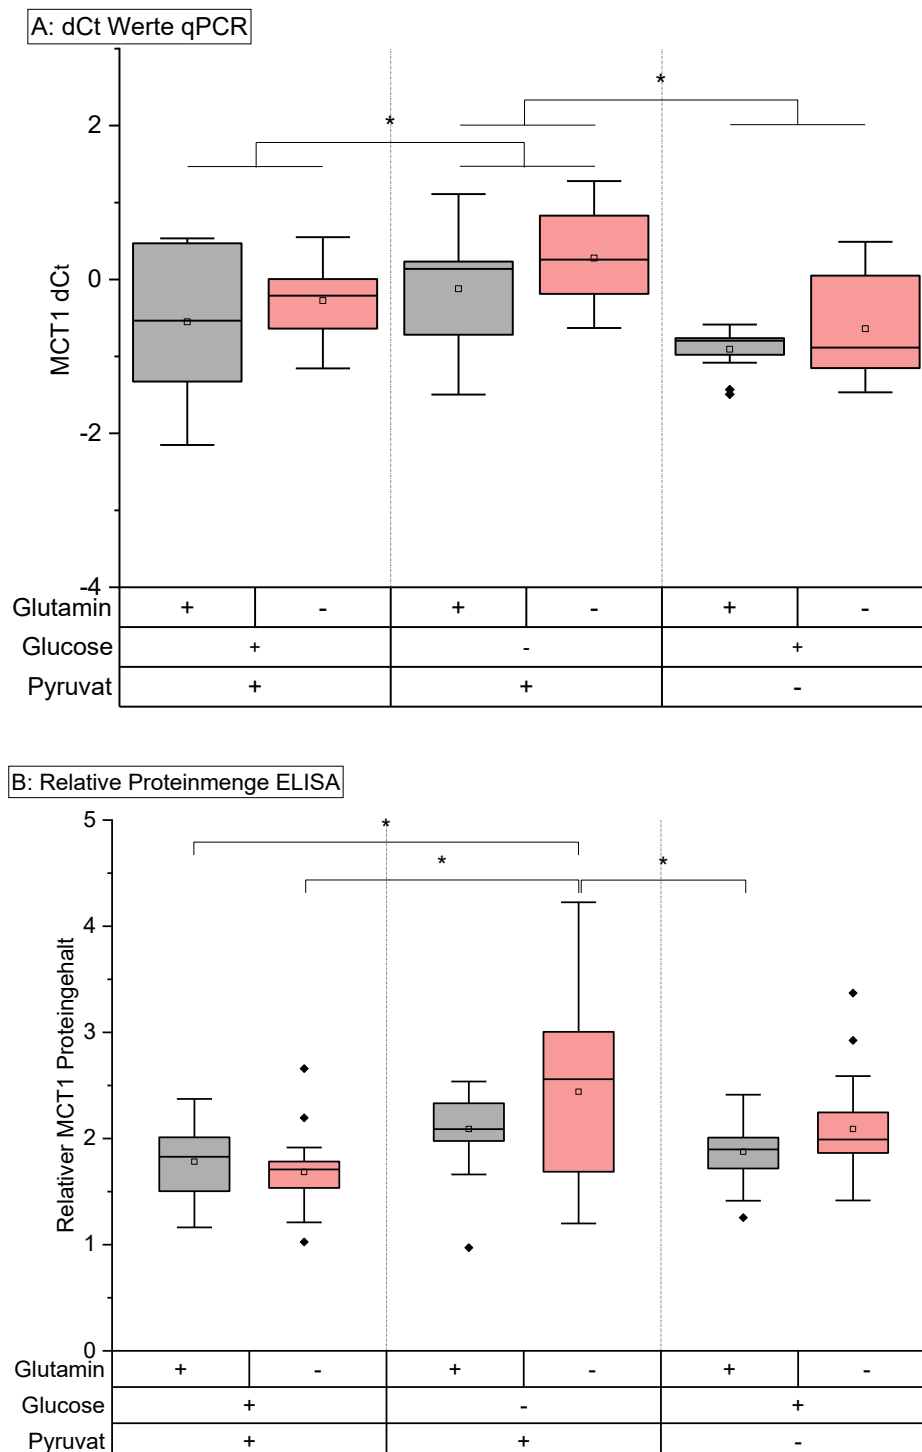 A: dCt Werte qPCR
*
*
2
0
-2
-4
MCT1 dCt
Glutamin + - + - + -
Glucose + - +
Pyruvat + + -
B: Relative Proteinmenge ELISA
5
*
*
*
4
3
2
1
0
Relativer MCT1 Proteingehalt
Glutamin + - + - + -
Glucose + - +
Pyruvat + + -